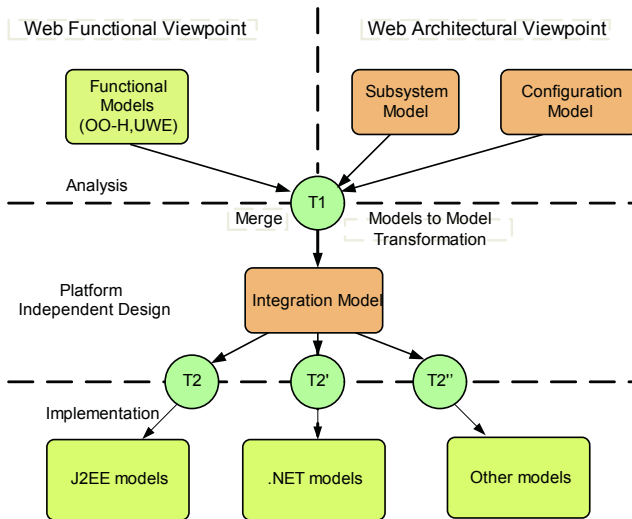 Web Functional Viewpoint
Web Architectural Viewpoint
Functional
Models
(OO-H,UWE)
Subsystem
Model
Configuration
Model
Analysis
T1
Merge
Models to Model
Transformation
Platform
Independent Design
Integration Model
T2
T2'
T2''
Implementation
J2EE models
.NET models
Other models